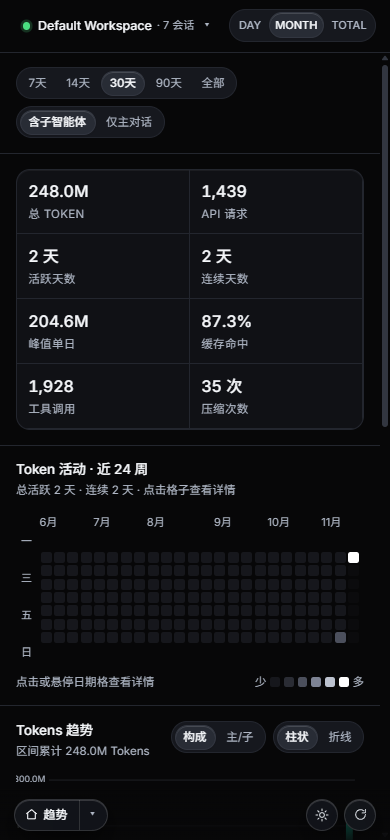 Default Workspace · 7 会话
DAY MONTH TOTAL
7天 14天 30天 90天 全部
含子智能体 仅主对话
248.0M 1,439
总 TOKEN API 请求
2 天 2 天
活跃天数 连续天数
204.6M 87.3%
峰值单日 缓存命中
1,928 35 次
工具调用 压缩次数
Token 活动 · 近 24 周
总活跃 2 天 · 连续 2 天 · 点击格子查看详情
6月 7月 8月 9月 10月 11月
一
三
五
日
点击或悬停日期格查看详情 少 多
Tokens 趋势 构成 主/子 柱状 折线
区间累计 248.0M Tokens
300.0M
趋势